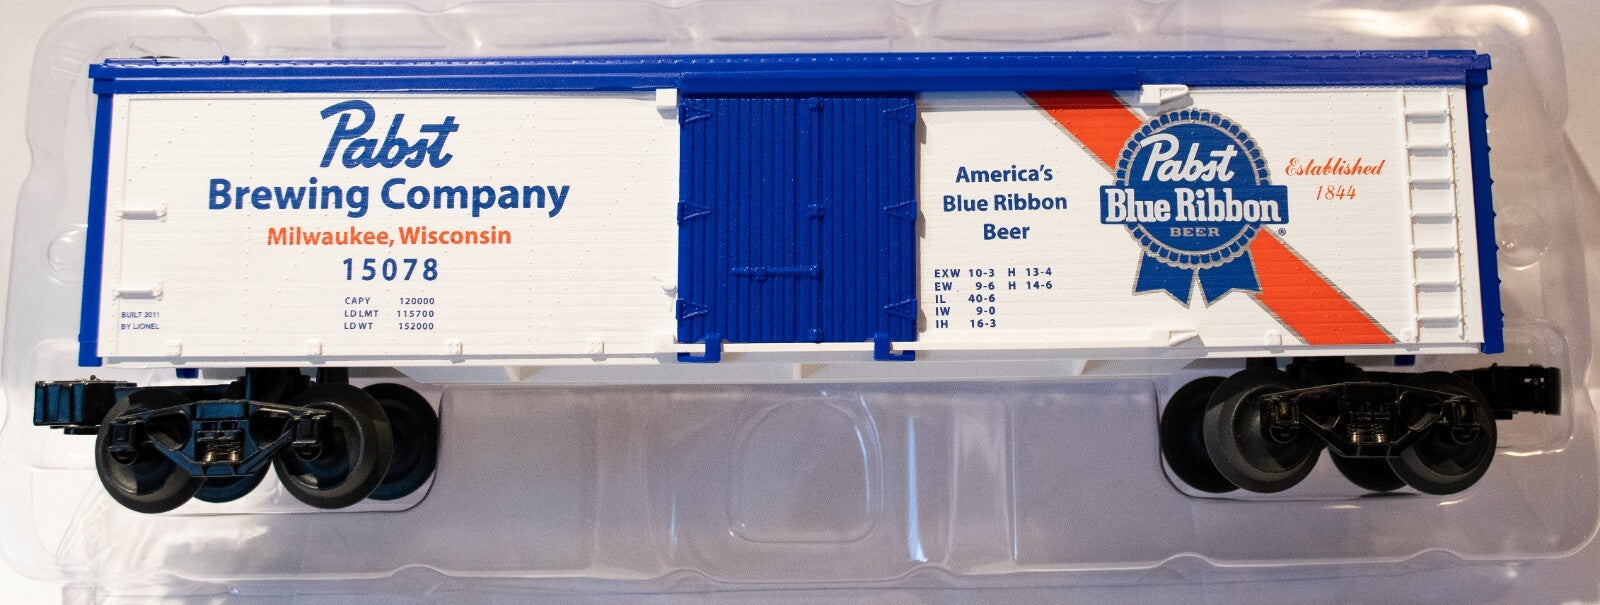 Pabst
Brewing Company
Milwaukee, Wisconsin
15078
CAPY 120000
LD LMT 115700
LD WT 152000
BUILT 2011
BY LIONEL
America's
Blue Ribbon
Beer
EXW 10-3 H 13-4
EW 9-6 H 14-6
IL 40-6
IW 9-0
IH 16-3
Pabst
Blue Ribbon
BEER
®
Established
1844